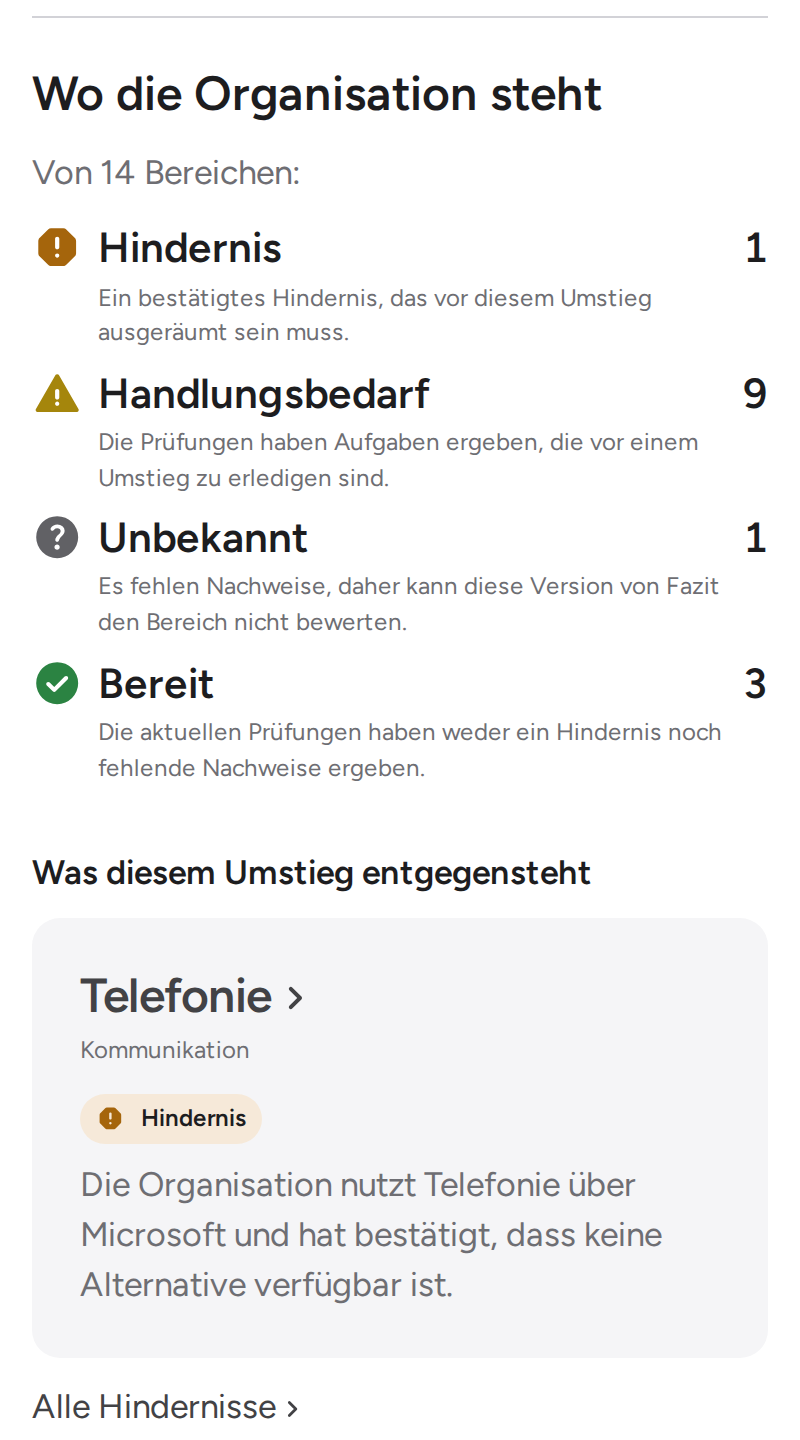 Wo die Organisation steht
Von 14 Bereichen:
Hindernis 1
Ein bestätigtes Hindernis, das vor diesem Umstieg
ausgeräumt sein muss.
Handlungsbedarf 9
Die Prüfungen haben Aufgaben ergeben, die vor einem
Umstieg zu erledigen sind.
Unbekannt 1
Es fehlen Nachweise, daher kann diese Version von Fazit
den Bereich nicht bewerten.
Bereit 3
Die aktuellen Prüfungen haben weder ein Hindernis noch
fehlende Nachweise ergeben.
Was diesem Umstieg entgegensteht
Telefonie
Kommunikation
Hindernis
Die Organisation nutzt Telefonie über
Microsoft und hat bestätigt, dass keine
Alternative verfügbar ist.
Alle Hindernisse